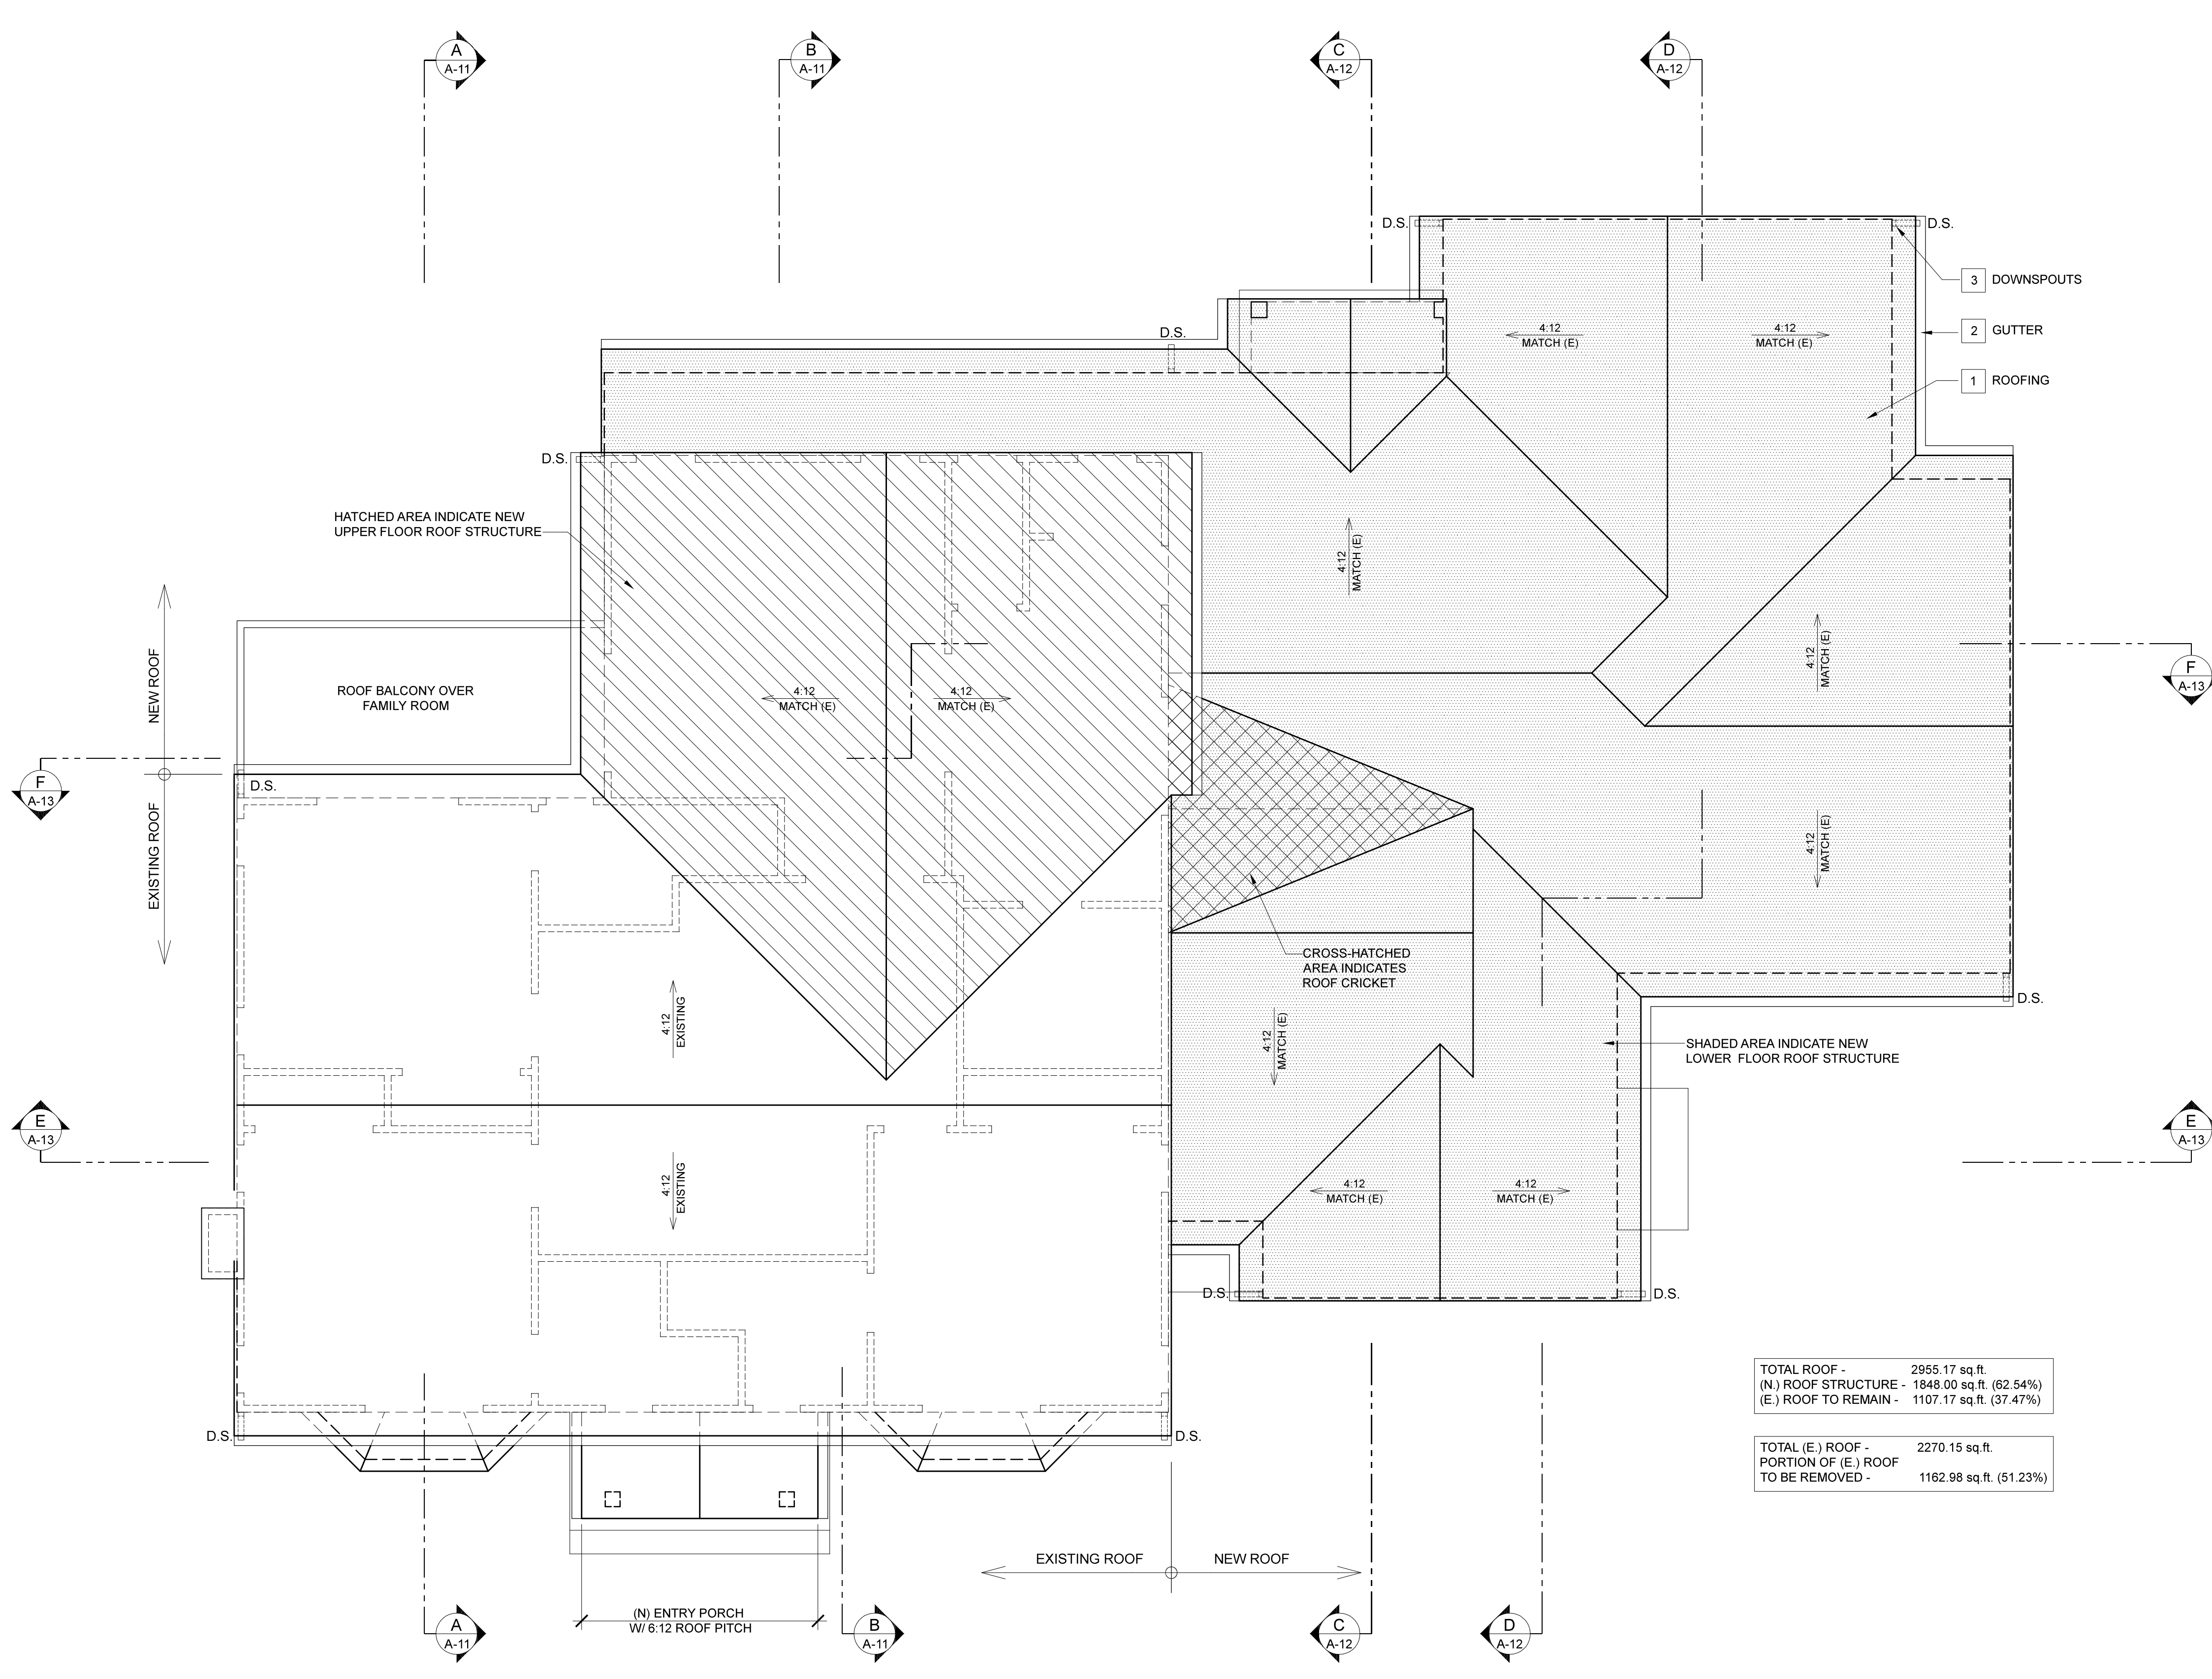 A
A-11
B
A-11
C
A-12
D
A-12
D.S.
D.S.
3 DOWNSPOUTS
2 GUTTER
1 ROOFING
D.S.
4:12
MATCH (E)
4:12
MATCH (E)
D.S.
HATCHED AREA INDICATE NEW
UPPER FLOOR ROOF STRUCTURE
4:12
MATCH (E)
NEW ROOF
EXISTING ROOF
ROOF BALCONY OVER
FAMILY ROOM
4:12
MATCH (E)
4:12
MATCH (E)
4:12
MATCH (E)
F
A-13
F
A-13
D.S.
4:12
MATCH (E)
CROSS-HATCHED
AREA INDICATES
ROOF CRICKET
D.S.
4:12
EXISTING
4:12
MATCH (E)
SHADED AREA INDICATE NEW
LOWER FLOOR ROOF STRUCTURE
E
A-13
E
A-13
4:12
EXISTING
4:12
MATCH (E)
4:12
MATCH (E)
D.S.
D.S.
TOTAL ROOF - 2955.17 sq.ft.
(N.) ROOF STRUCTURE - 1848.00 sq.ft. (62.54%)
(E.) ROOF TO REMAIN - 1107.17 sq.ft. (37.47%)
D.S.
D.S.
TOTAL (E.) ROOF - 2270.15 sq.ft.
PORTION OF (E.) ROOF
TO BE REMOVED - 1162.98 sq.ft. (51.23%)
EXISTING ROOF
NEW ROOF
(N) ENTRY PORCH
W/ 6:12 ROOF PITCH
A
A-11
B
A-11
C
A-12
D
A-12